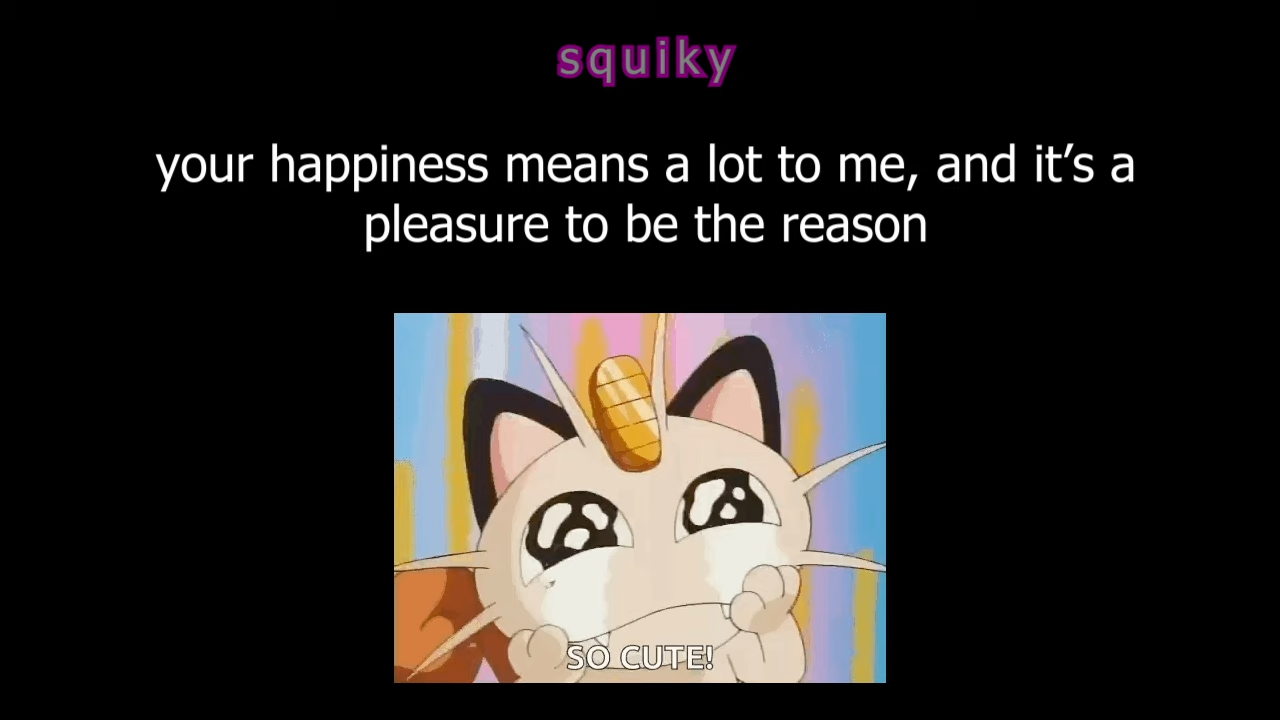 squiky
your happiness means a lot to me, and it’s a
pleasure to be the reason
SO CUTE!